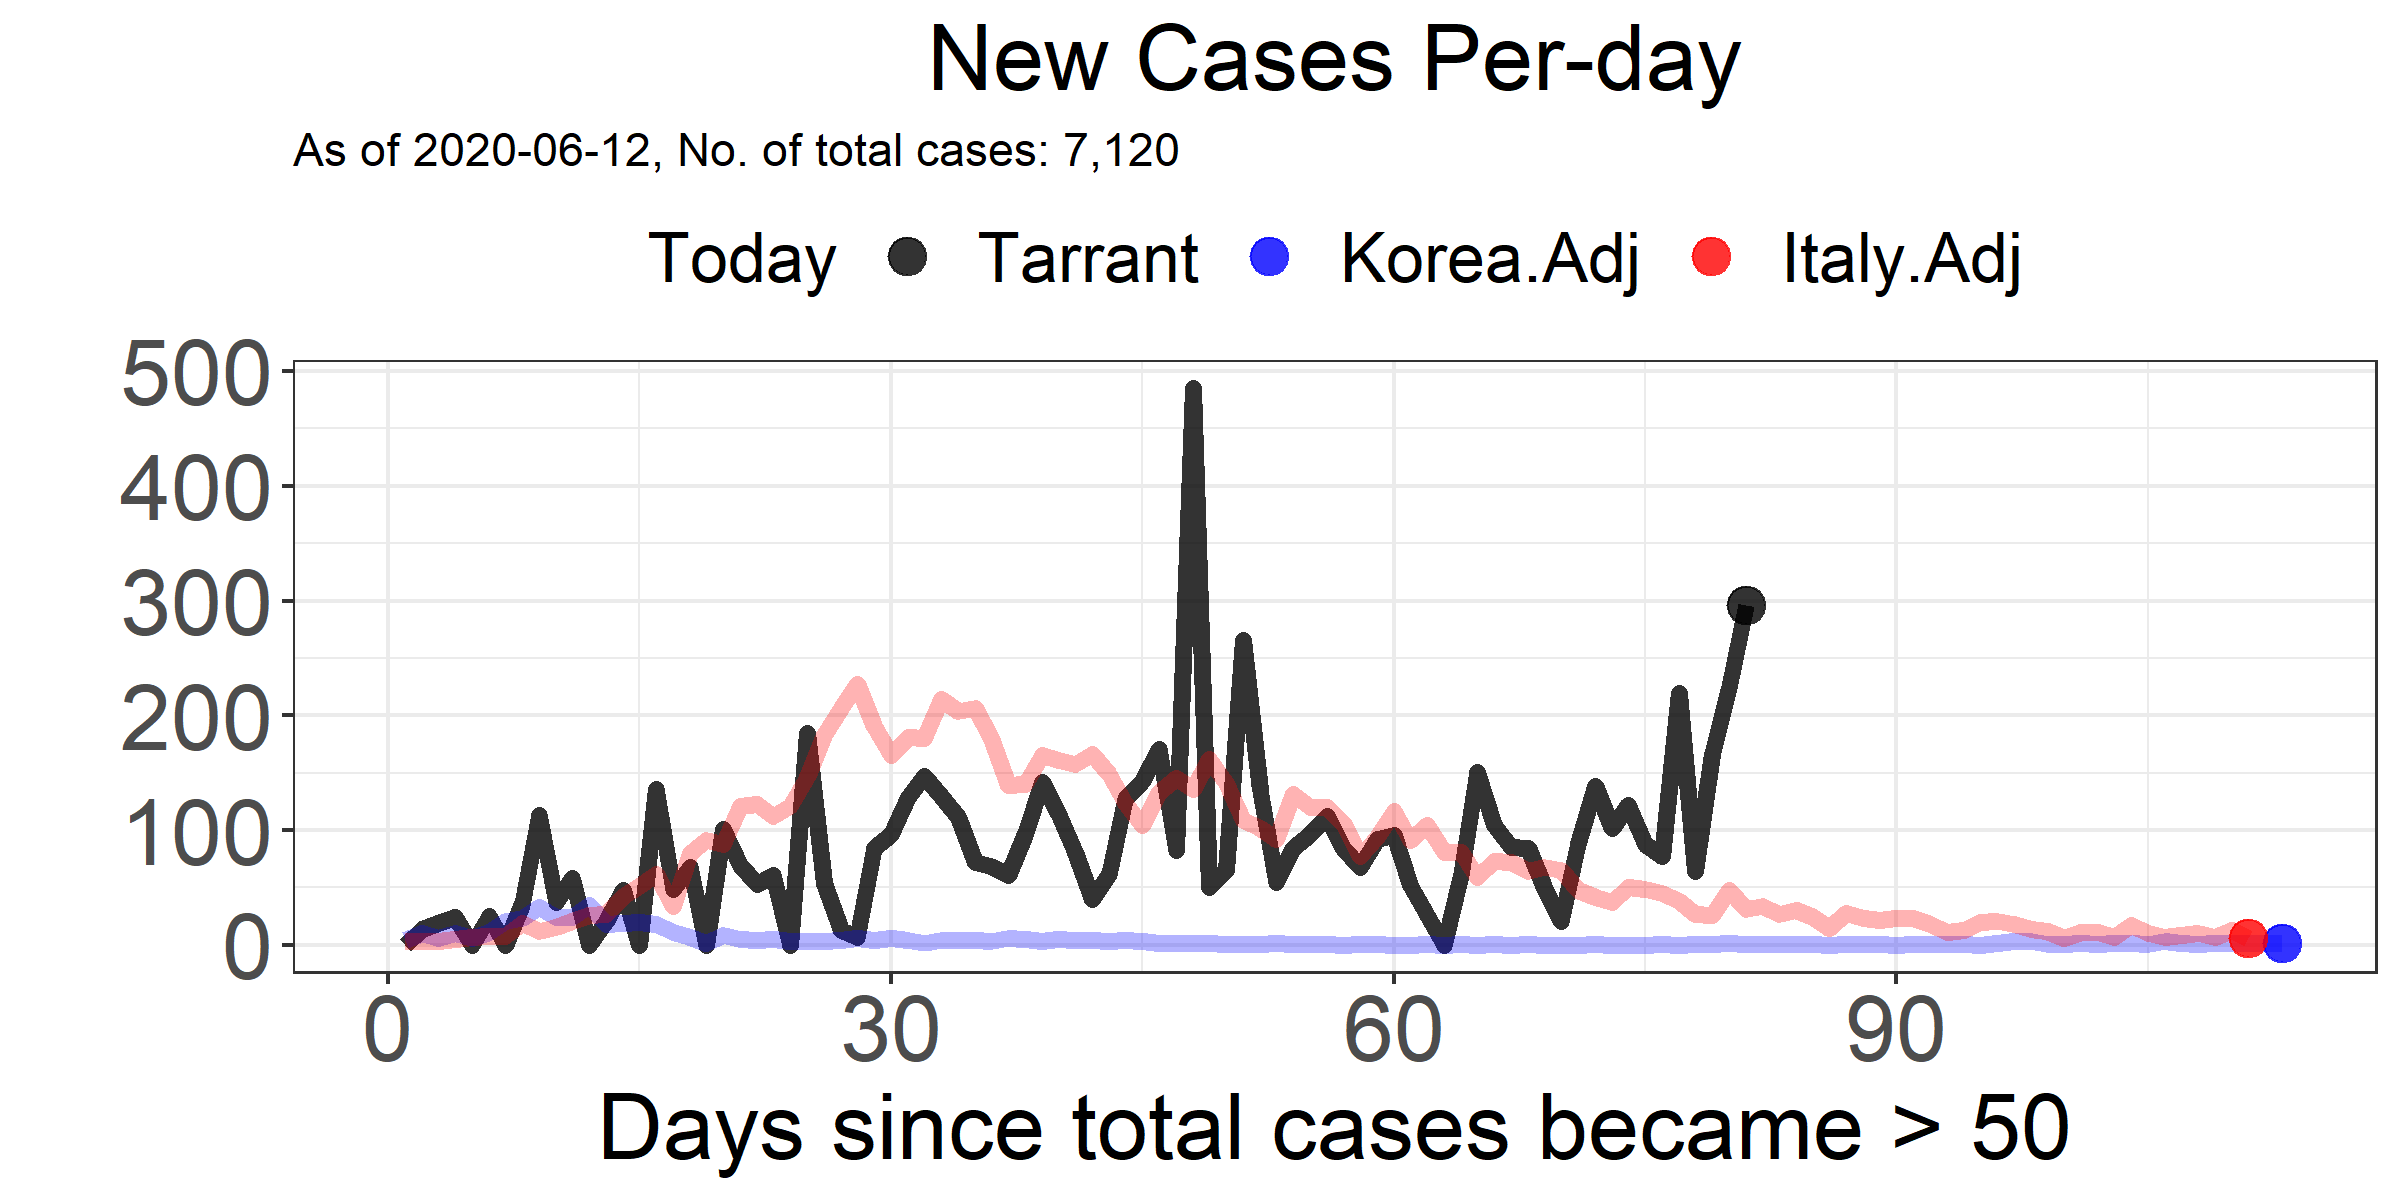 New Cases Per-day
As of 2020-06-12, No. of total cases: 7,120
Today Tarrant Korea.Adj Italy.Adj
500
400
300
200
100
0
0 30 60 90
Days since total cases became > 50